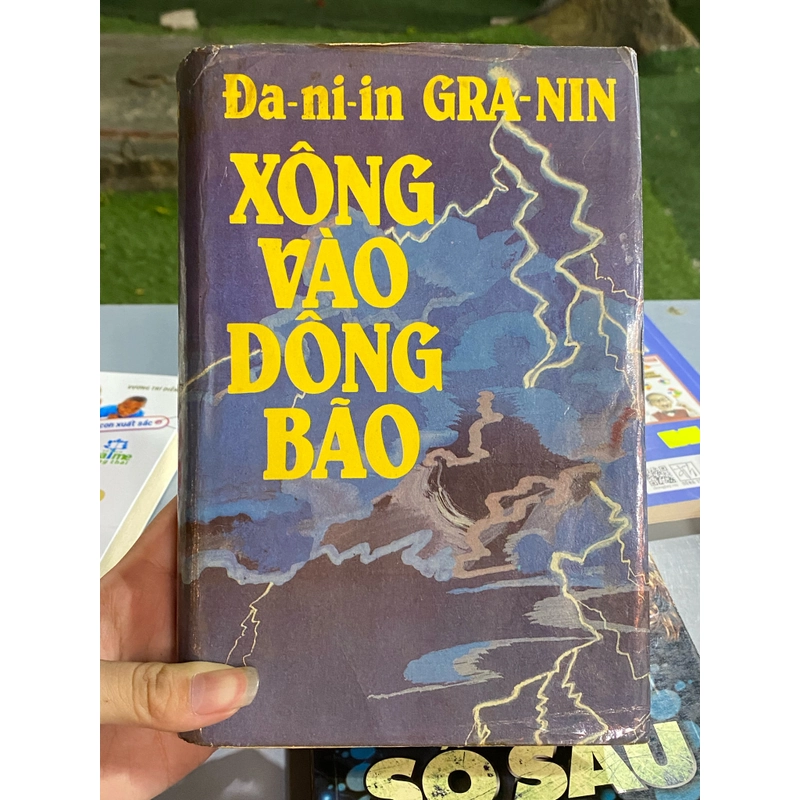 Đa-ni-in GRA-NIN
XÔNG
VÀO
DÔNG
BÃO
con xuất sắc
SỐ SÁU